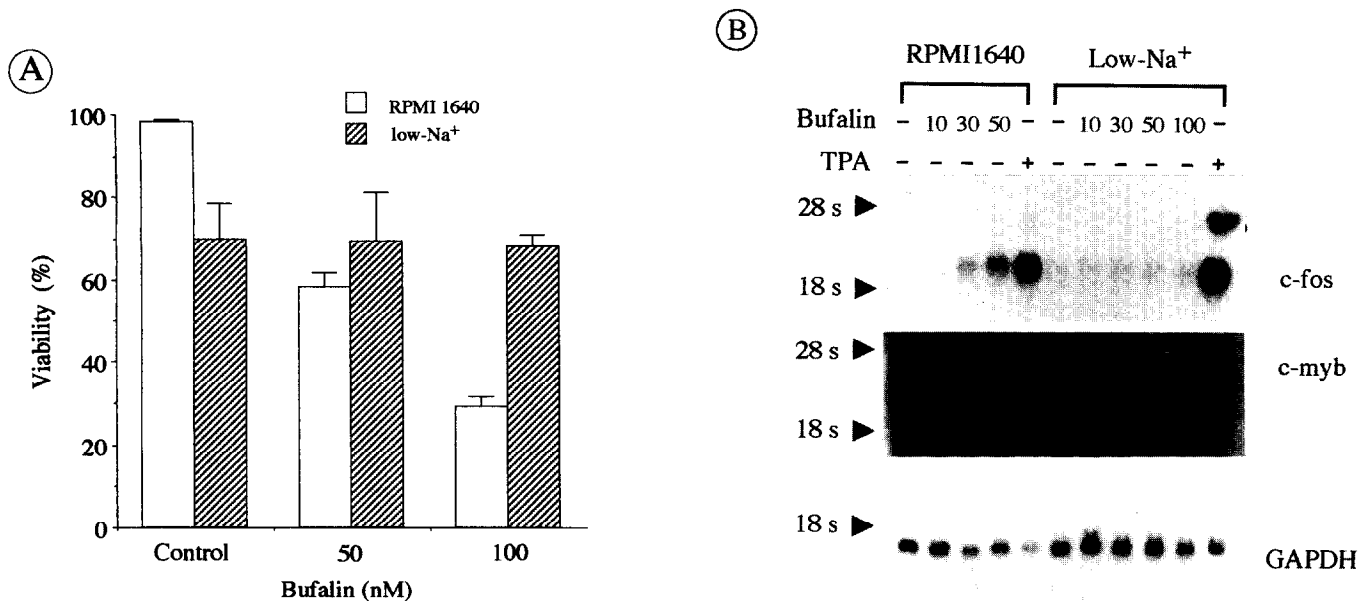 A
100
80
60
40
20
0
Viability (%)
RPMI 1640
low-Na+
Control 50 100
Bufalin (nM)
B
RPMI1640 Low-Na+
Bufalin - 10 30 50 - - 10 30 50 100 -
TPA - - - - + - - - - - +
28 s
18 s
c-fos
28 s
c-myb
18 s
18 s
GAPDH